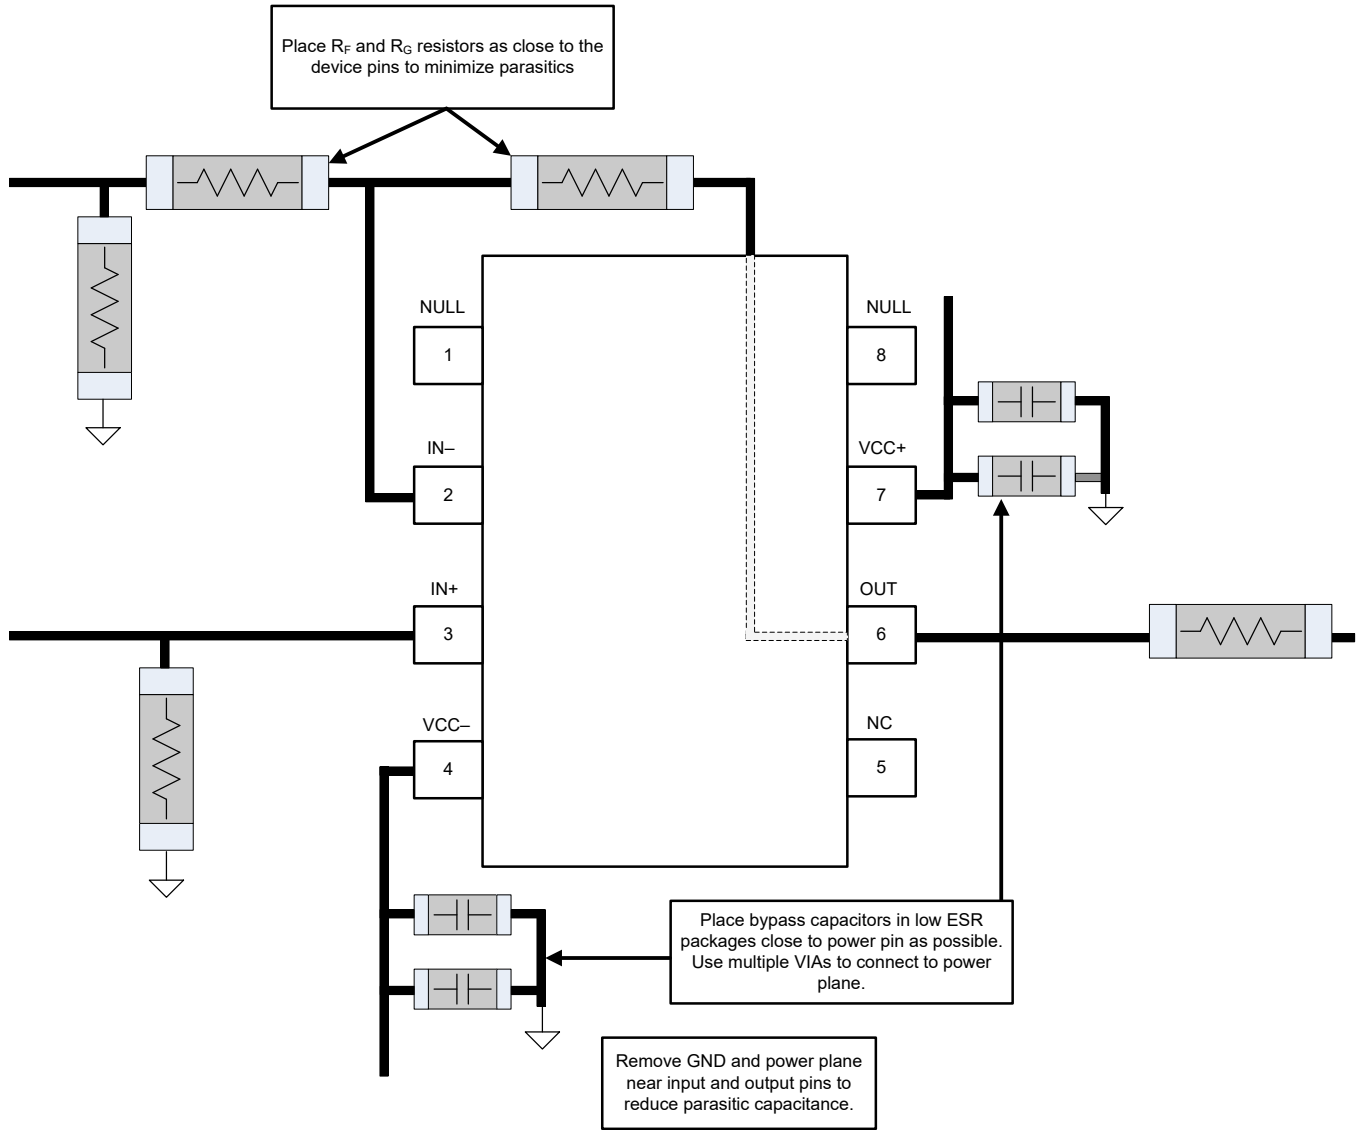 Place RF and RG resistors as close to the
device pins to minimize parasitics
NULL
1
NULL
8
IN–
2
VCC+
7
IN+
3
OUT
6
VCC–
4
NC
5
Place bypass capacitors in low ESR
packages close to power pin as possible.
Use multiple VIAs to connect to power
plane.
Remove GND and power plane
near input and output pins to
reduce parasitic capacitance.